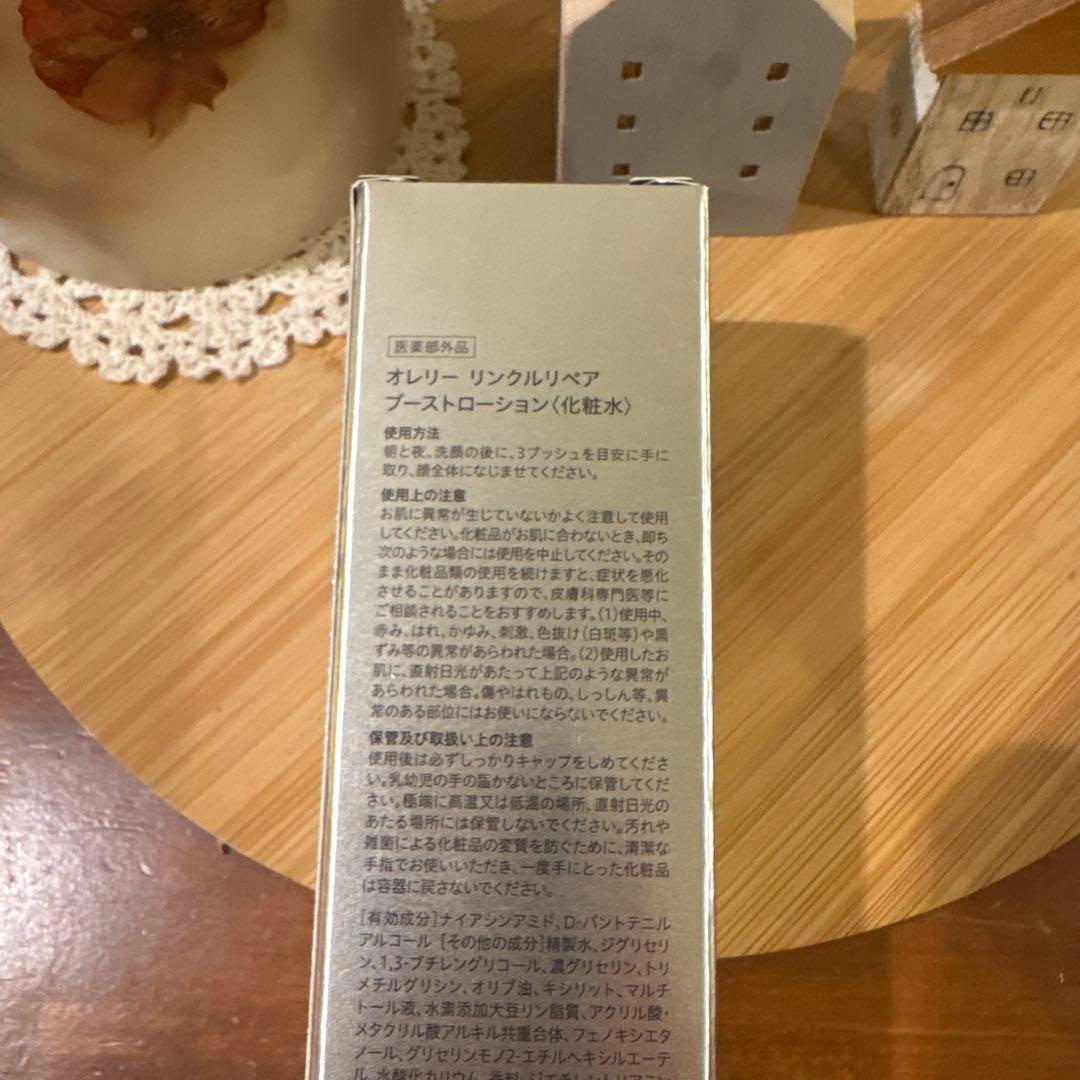 医薬部外品
オレリー リンクルリペア
ブーストローション〈化粧水〉
使用方法
朝と夜、洗顔の後に、3プッシュを目安に手に
取り、顔全体になじませてください。
使用上の注意
お肌に異常が生じていないかよく注意して使用
してください。化粧品がお肌に合わないとき、即ち
次のような場合には使用を中止してください。その
まま化粧品類の使用を続けますと、症状を悪化
させることがありますので、皮膚科専門医等に
ご相談されることをおすすめします。(1)使用中、
赤み、はれ、かゆみ、刺激、色抜け(白斑等)や黒
ずみ等の異常があらわれた場合。(2)使用したお
肌に、直射日光があたって上記のような異常が
あらわれた場合。傷やはれもの、しっしん等、異
常のある部位にはお使いにならないでください。
保管及び取扱い上の注意
使用後は必ずしっかりキャップをしめてくださ
い。乳幼児の手の届かないところに保管してくだ
さい。極端に高温又は低温の場所、直射日光の
あたる場所には保管しないでください。汚れや
雑菌による化粧品の変質を防ぐために、清潔な
手指でお使いいただき、一度手にとった化粧品
は容器に戻さないでください。
[有効成分]ナイアシンアミド、D-パントテニル
アルコール [その他の成分]精製水、ジグリセリ
ン、1,3-ブチレングリコール、濃グリセリン、トリ
メチルグリシン、オリブ油、キシリット、マルチ
トール液、水素添加大豆リン脂質、アクリル酸・
メタクリル酸アルキル共重合体、フェノキシエタ
ノール、グリセリンモノ2-エチルヘキシルエーテ
ル、水酸化カリウム、香料、ジエチレントリアミン